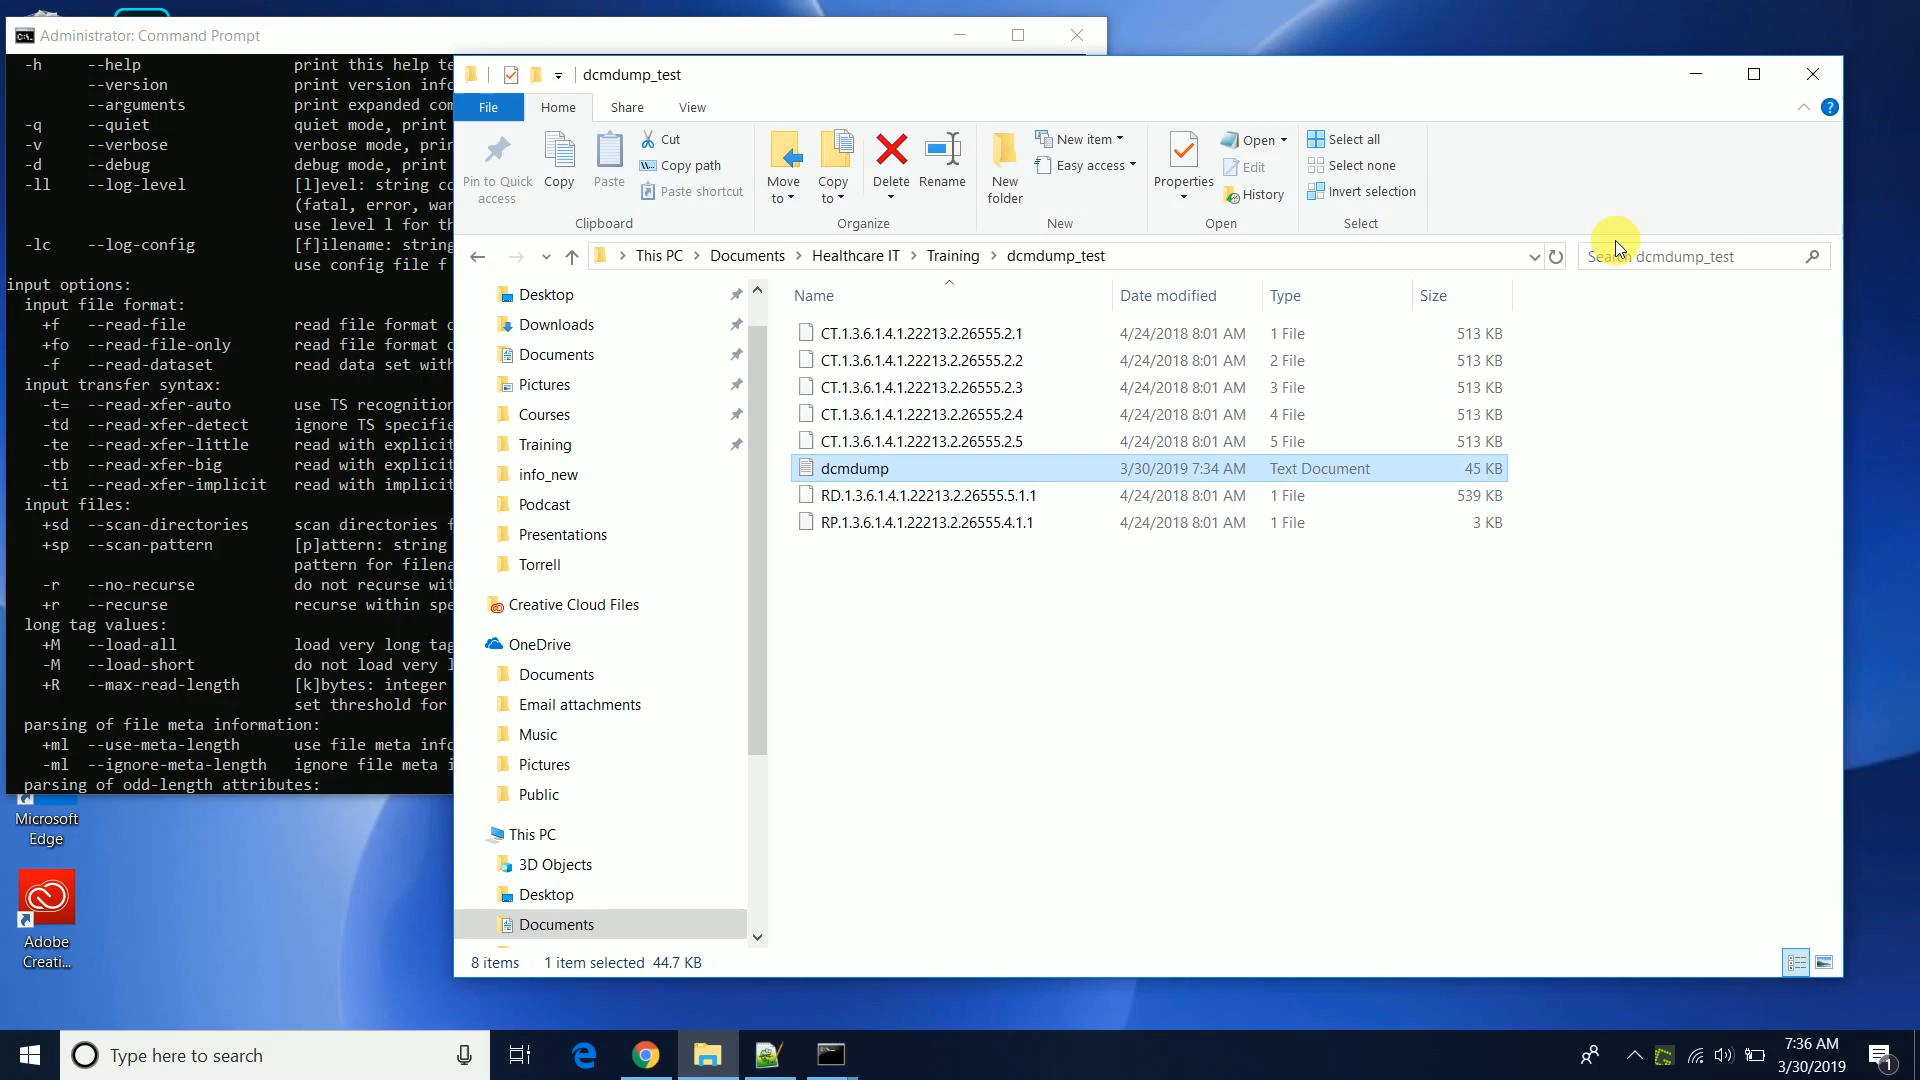 Administrator: Command Prompt
-h --help print this help te
--version print version info
--arguments print expanded com
-q --quiet quiet mode, print
-v --verbose verbose mode, prin
-d --debug debug mode, print
-ll --log-level [l]evel: string co
(fatal, error, war
use level l for th
-lc --log-config [f]ilename: string
use config file f
input options:
input file format:
+f --read-file read file format o
+fo --read-file-only read file format o
-f --read-dataset read data set with
input transfer syntax:
-t= --read-xfer-auto use TS recognition
-td --read-xfer-detect ignore TS specifie
-te --read-xfer-little read with explicit
-tb --read-xfer-big read with explicit
-ti --read-xfer-implicit read with implicit
input files:
+sd --scan-directories scan directories f
+sp --scan-pattern [p]attern: string
pattern for filena
-r --no-recurse do not recurse wit
+r --recurse recurse within spe
long tag values:
+M --load-all load very long tag
-M --load-short do not load very l
+R --max-read-length [k]bytes: integer
set threshold for
parsing of file meta information:
+ml --use-meta-length use file meta info
-ml --ignore-meta-length ignore file meta i
parsing of odd-length attributes:
dcmdump_test
File Home Share View
Pin to Quick access
Copy
Paste
Cut
Copy path
Paste shortcut
Clipboard
Move to
Copy to
Delete
Rename
Organize
New folder
New item
Easy access
New
Properties
Open
Edit
History
Open
Select all
Select none
Invert selection
Select
This PC Documents Healthcare IT Training dcmdump_test
Search dcmdump_test
Desktop
Downloads
Documents
Pictures
Courses
Training
info_new
Podcast
Presentations
Torrell
Creative Cloud Files
OneDrive
Documents
Email attachments
Music
Pictures
Public
This PC
3D Objects
Desktop
Documents
Name Date modified Type Size
CT.1.3.6.1.4.1.22213.2.26555.2.1 4/24/2018 8:01 AM 1 File 513 KB
CT.1.3.6.1.4.1.22213.2.26555.2.2 4/24/2018 8:01 AM 2 File 513 KB
CT.1.3.6.1.4.1.22213.2.26555.2.3 4/24/2018 8:01 AM 3 File 513 KB
CT.1.3.6.1.4.1.22213.2.26555.2.4 4/24/2018 8:01 AM 4 File 513 KB
CT.1.3.6.1.4.1.22213.2.26555.2.5 4/24/2018 8:01 AM 5 File 513 KB
dcmdump 3/30/2019 7:34 AM Text Document 45 KB
RD.1.3.6.1.4.1.22213.2.26555.5.1.1 4/24/2018 8:01 AM 1 File 539 KB
RP.1.3.6.1.4.1.22213.2.26555.4.1.1 4/24/2018 8:01 AM 1 File 3 KB
8 items 1 item selected 44.7 KB
Microsoft
Edge
Adobe
Creati...
Type here to search
7:36 AM
3/30/2019
1